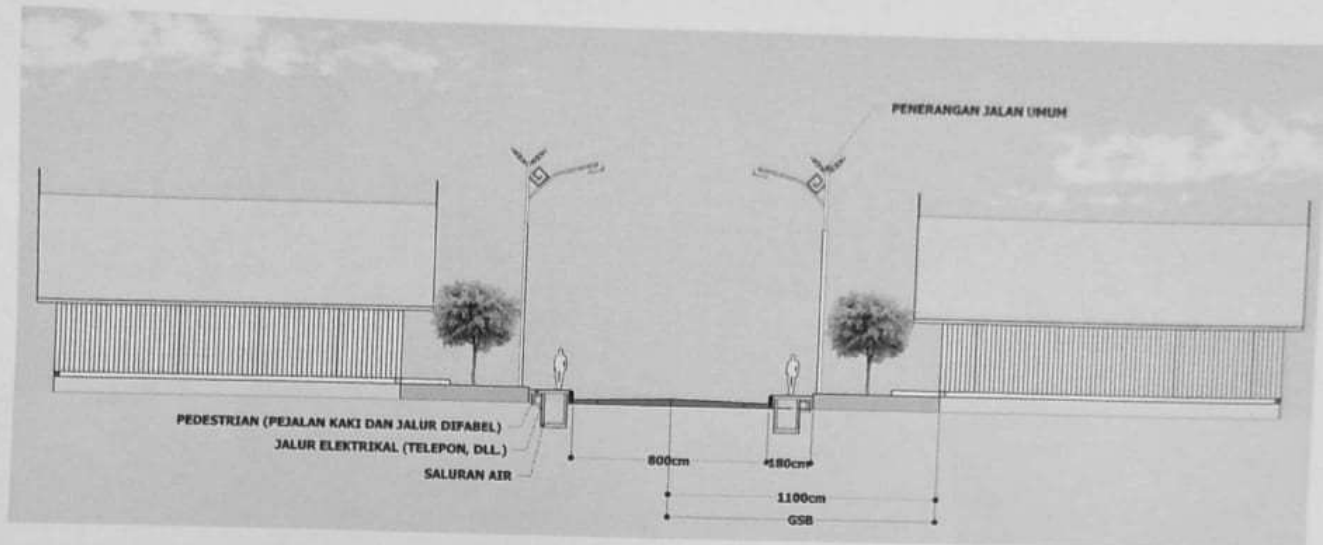 PENERANGAN JALAN UMUM
PEDESTRIAN (PEJALAN KAKI DAN JALUR DIFABEL)
JALUR ELEKTRIKAL (TELEPON, DLL.)
SALURAN AIR
800cm
180cm
1100cm
GSB